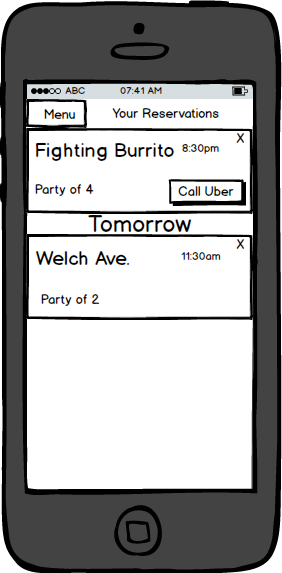 ABC 07:41 AM
Menu Your Reservations
X
Fighting Burrito 8:30pm
Party of 4 Call Uber
Tomorrow
X
Welch Ave. 11:30am
Party of 2